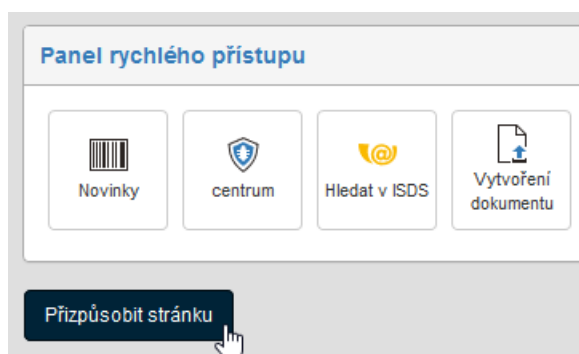 Panel rychlého přístupu
Novinky
centrum
Hledat v ISDS
Vytvoření
dokumentu
Přizpůsobit stránku